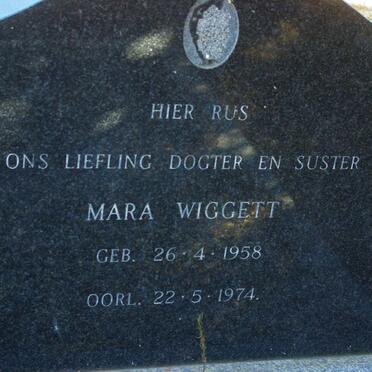 HIER RUS
ONS LIEFLING DOGTER EN SUSTER
MARA WIGGETT
GEB. 26·4·1958
OORL. 22·5·1974.